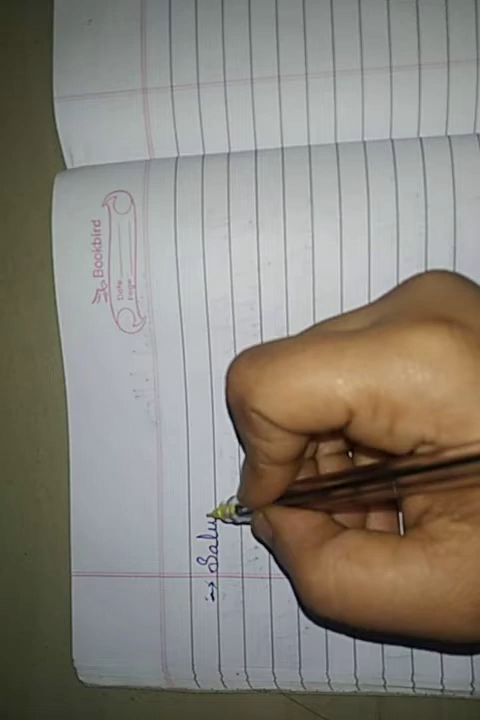 Bookbird
Date
Page
→ Salu